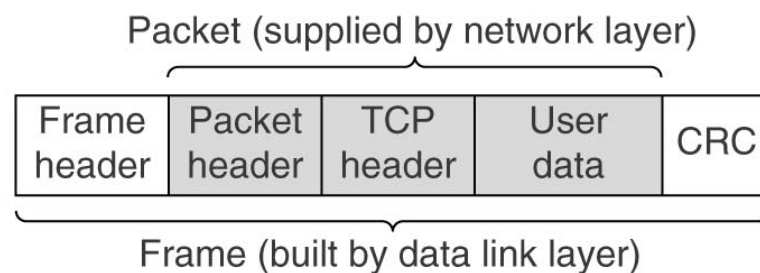 Packet (supplied by network layer)
Frame header
Packet header
TCP header
User data
CRC
Frame (built by data link layer)